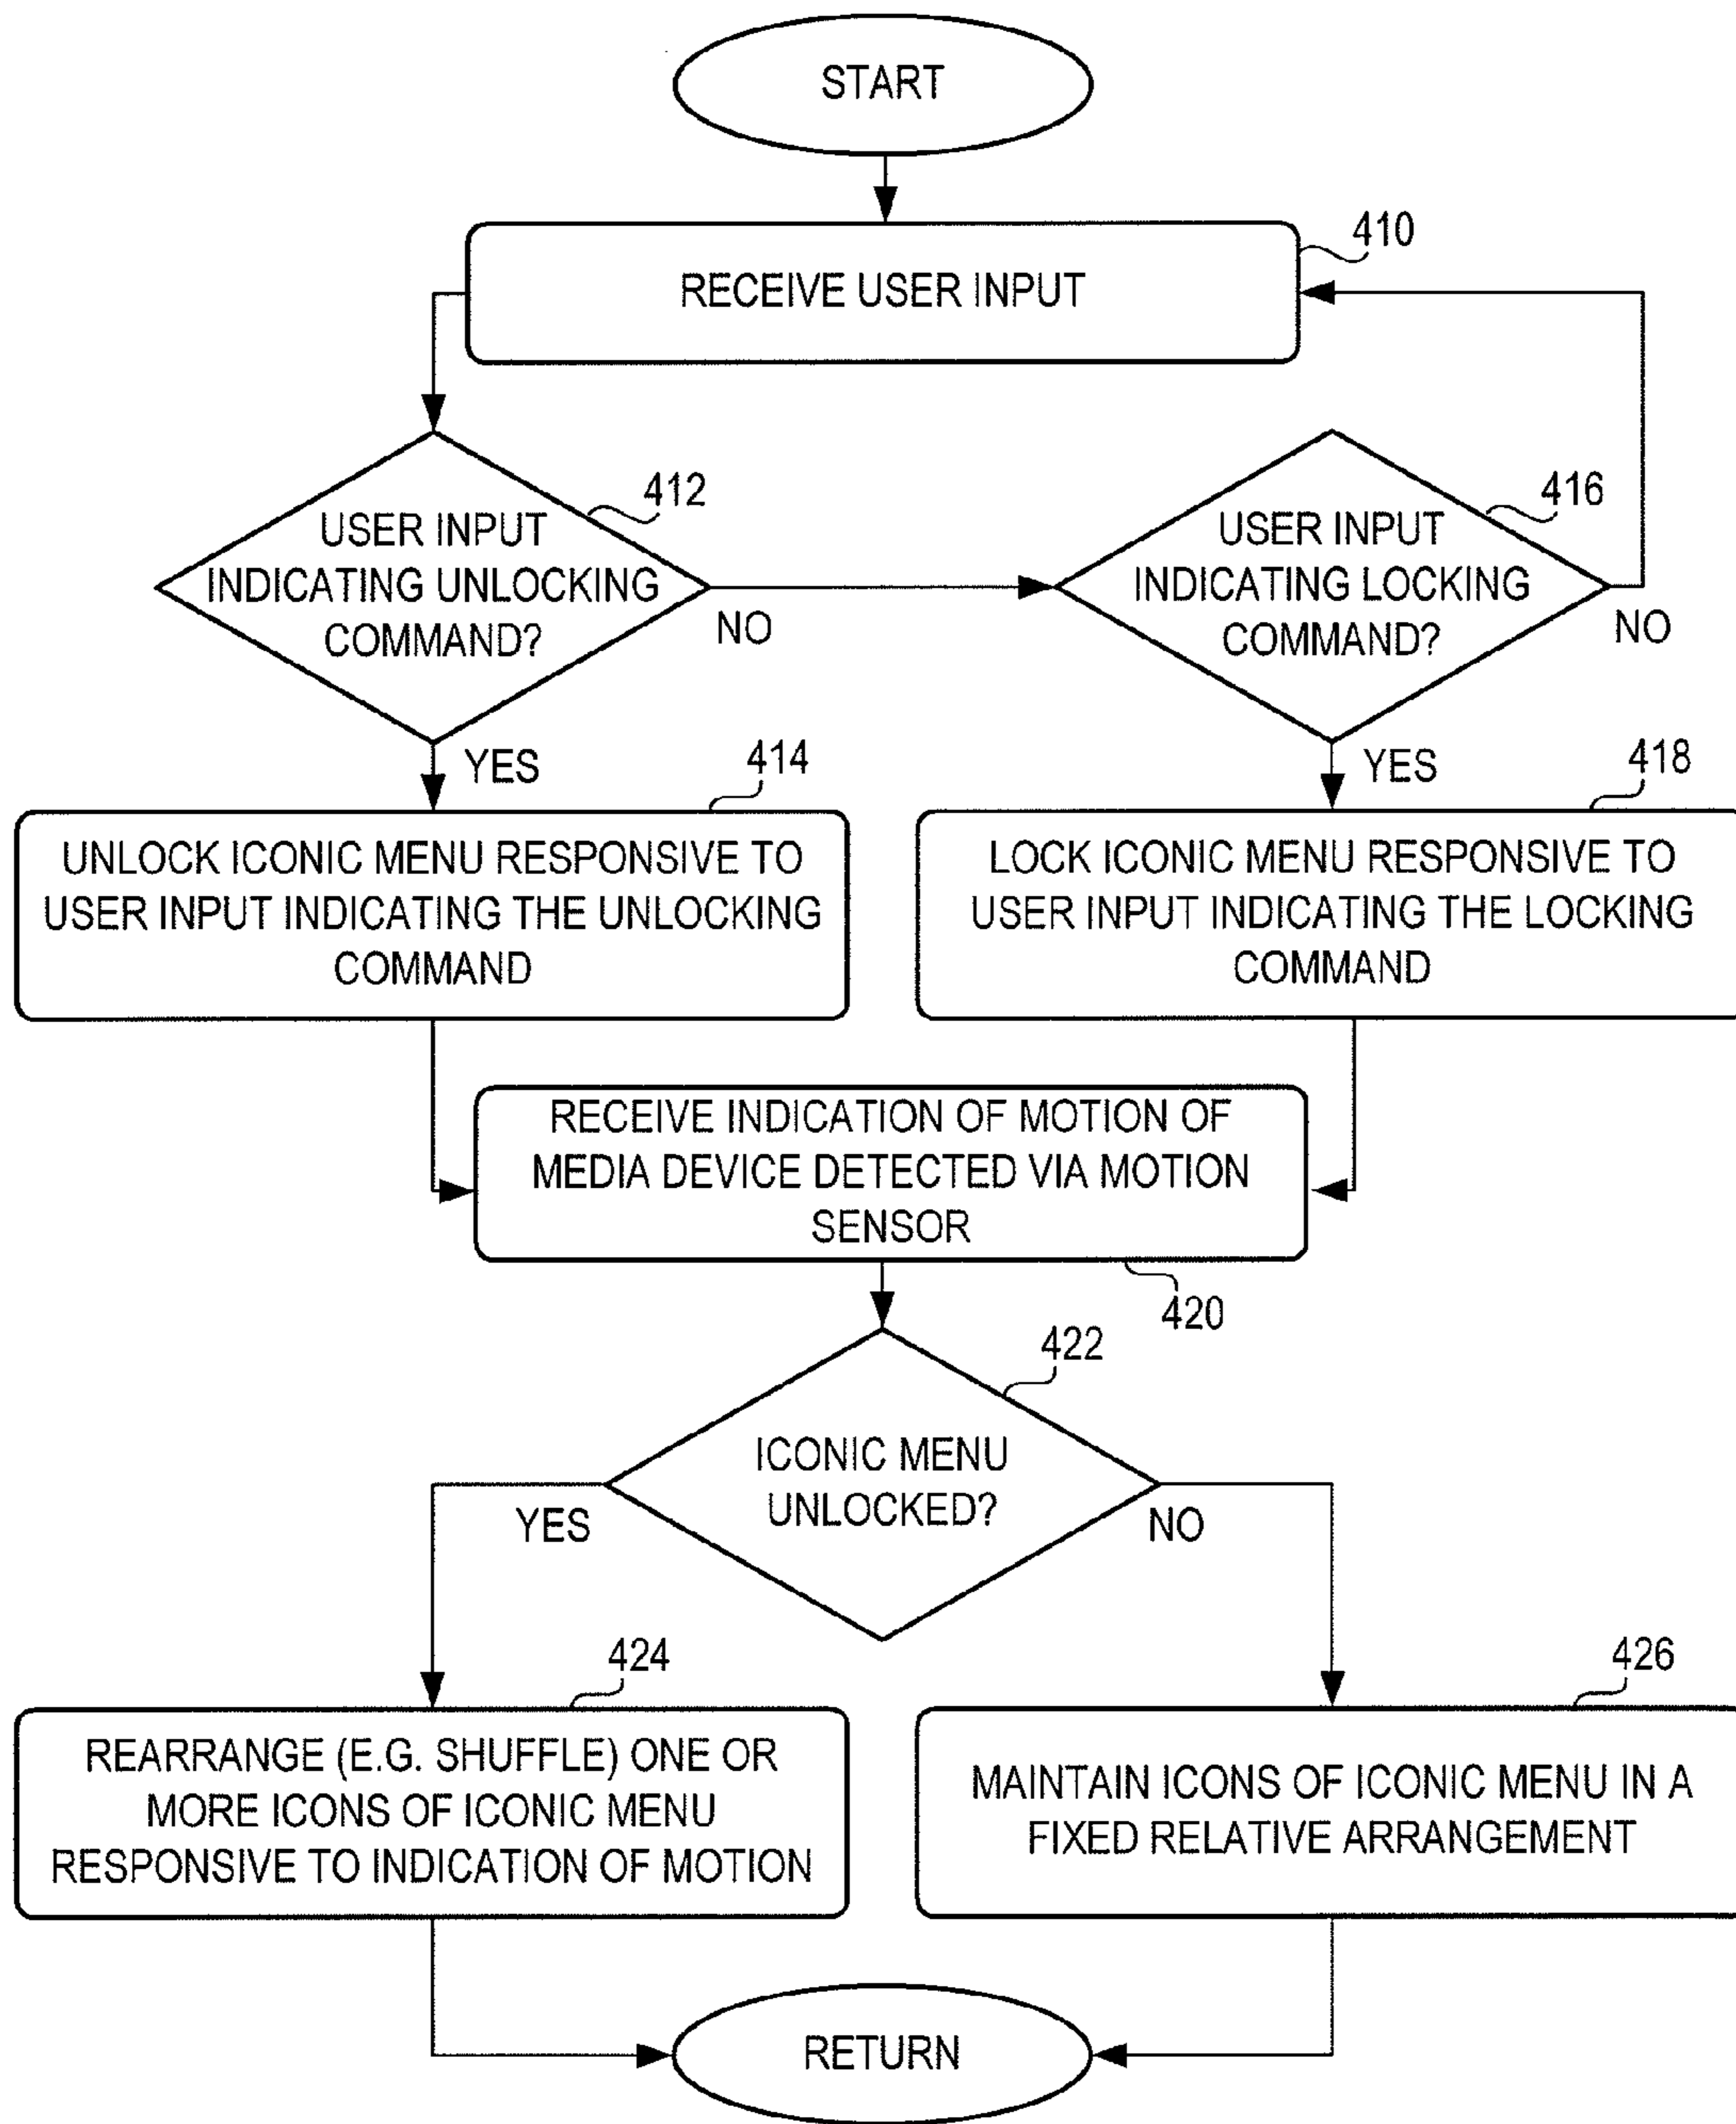 START
410
RECEIVE USER INPUT
412
USER INPUT
INDICATING UNLOCKING
COMMAND?
NO
416
USER INPUT
INDICATING LOCKING
COMMAND?
NO
YES
414
UNLOCK ICONIC MENU RESPONSIVE TO
USER INPUT INDICATING THE UNLOCKING
COMMAND
YES
418
LOCK ICONIC MENU RESPONSIVE TO
USER INPUT INDICATING THE LOCKING
COMMAND
RECEIVE INDICATION OF MOTION OF
MEDIA DEVICE DETECTED VIA MOTION
SENSOR
420
422
ICONIC MENU
UNLOCKED?
YES
NO
424
REARRANGE (E.G. SHUFFLE) ONE OR
MORE ICONS OF ICONIC MENU
RESPONSIVE TO INDICATION OF MOTION
426
MAINTAIN ICONS OF ICONIC MENU IN A
FIXED RELATIVE ARRANGEMENT
RETURN